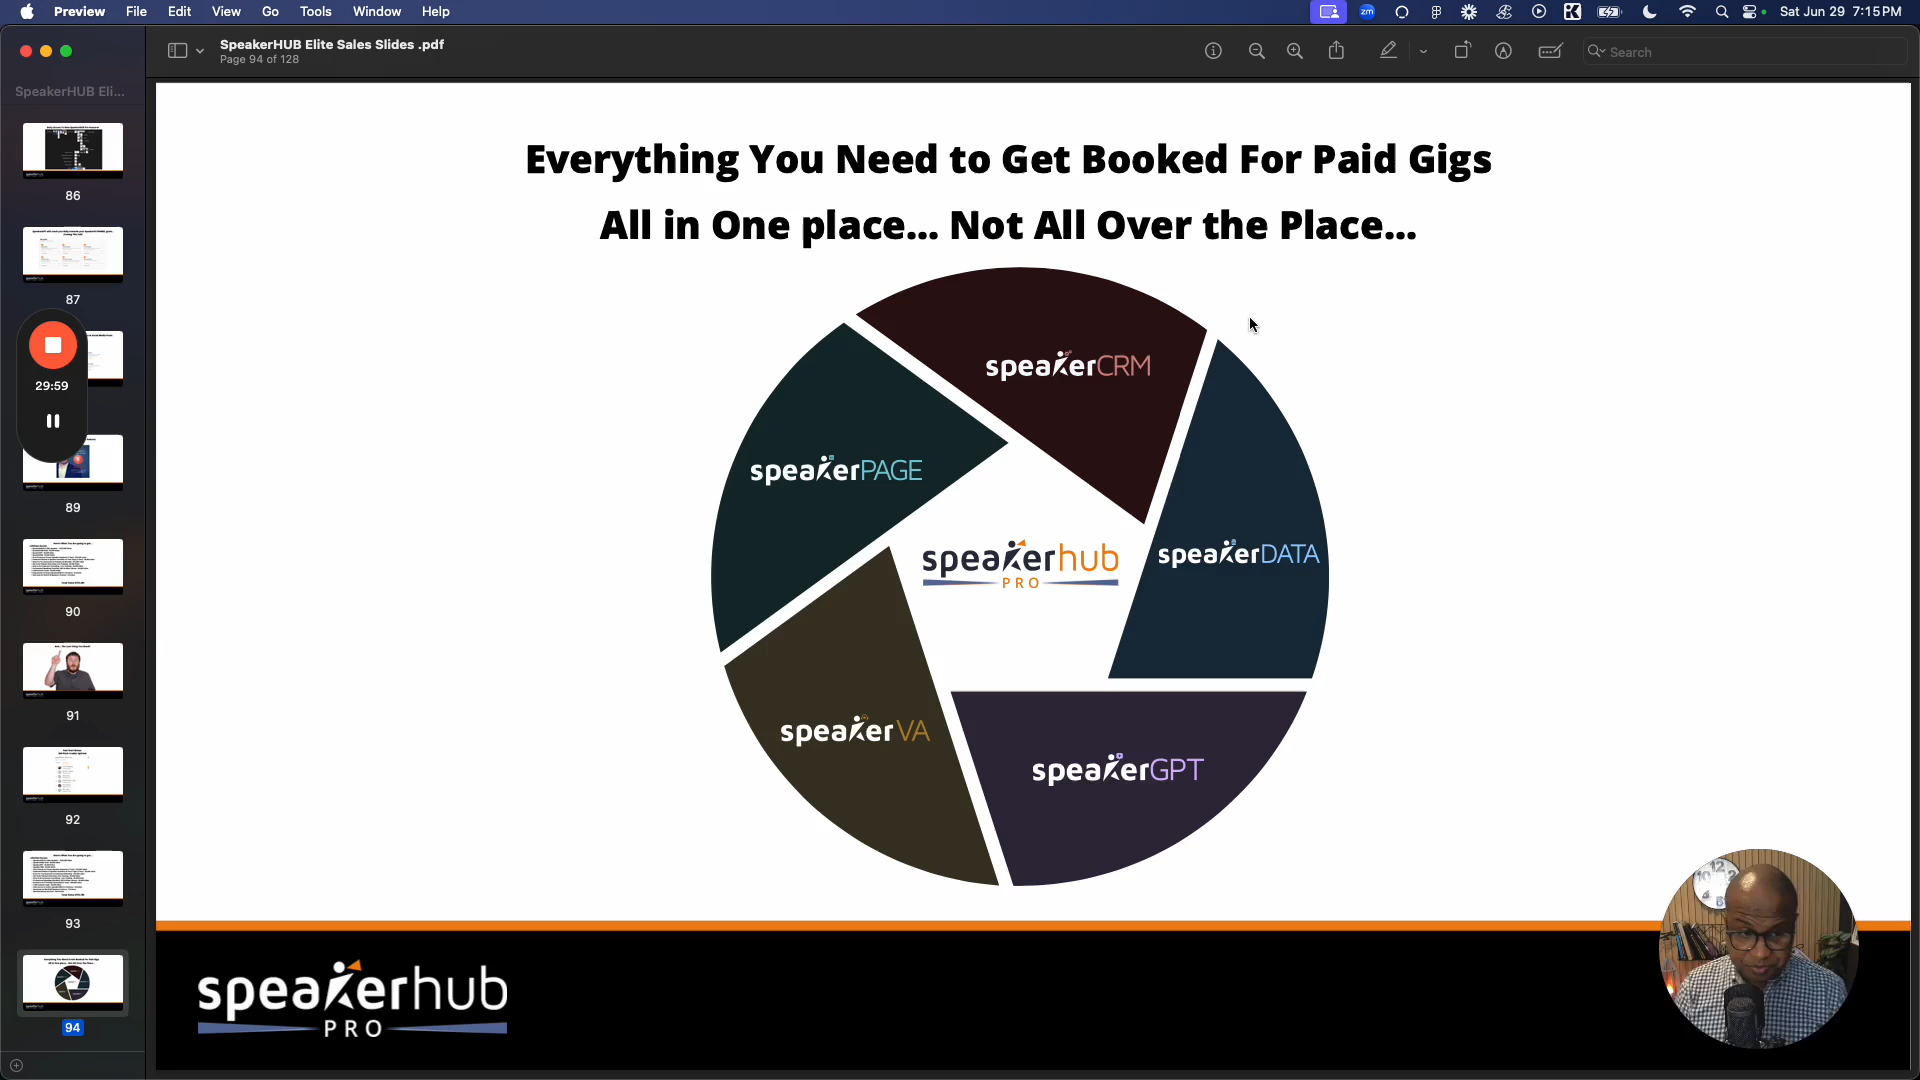 Preview File Edit View Go Tools Window Help
zm
Sat Jun 29 7:15 PM
SpeakerHUB Elite Sales Slides .pdf
Page 94 of 128
Search
SpeakerHUB Eli...
86
87
29:59
89
90
91
92
93
94
Everything You Need to Get Booked For Paid Gigs
All in One place... Not All Over the Place...
speakerCRM
speakerPAGE
speakerhub
PRO
speakerDATA
speakerVA
speakerGPT
speakerhub
PRO